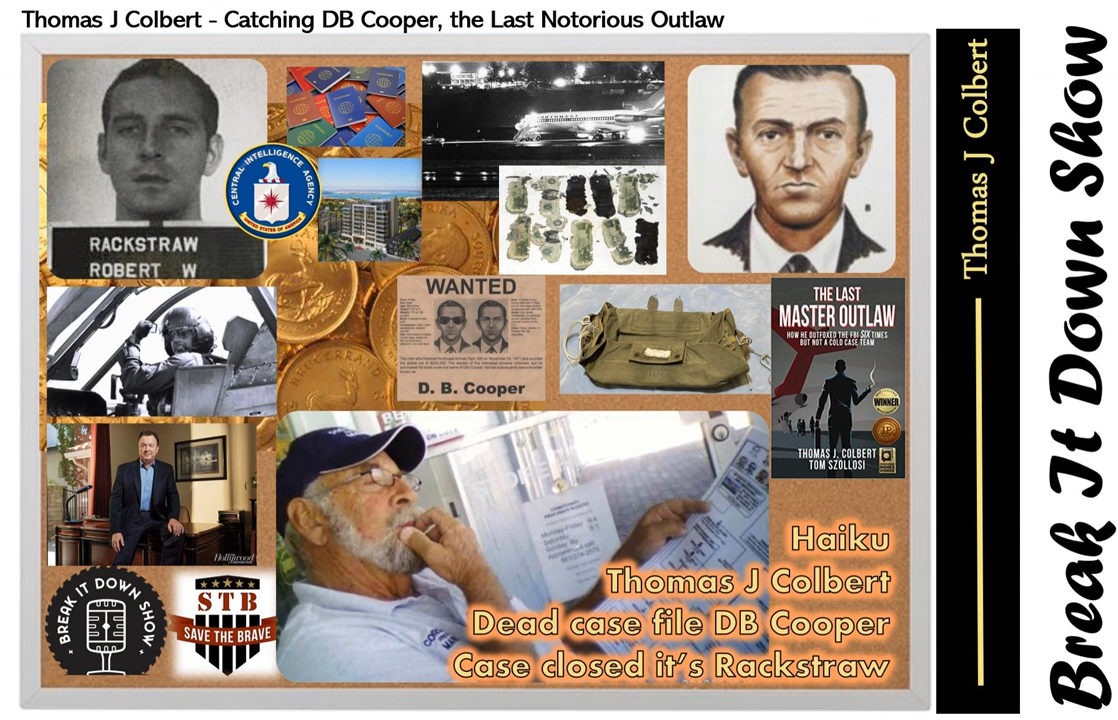 Thomas J Colbert - Catching DB Cooper, the Last Notorious Outlaw
RACKSTRAW
ROBERT W
CENTRAL INTELLIGENCE AGENCY
UNITED STATES OF AMERICA
WANTED
D. B. Cooper
THE LAST
MASTER OUTLAW
HOW HE OUTFOXED THE FBI SIX TIMES
BUT NOT A COLD CASE TEAM
WINNER
THOMAS J. COLBERT
TOM SZOLLOSI
Hollywood
BREAK IT DOWN SHOW
STB
SAVE THE BRAVE
Haiku
Thomas J Colbert
Dead case file DB Cooper
Case closed it's Rackstraw
Thomas J Colbert
Break It Down Show